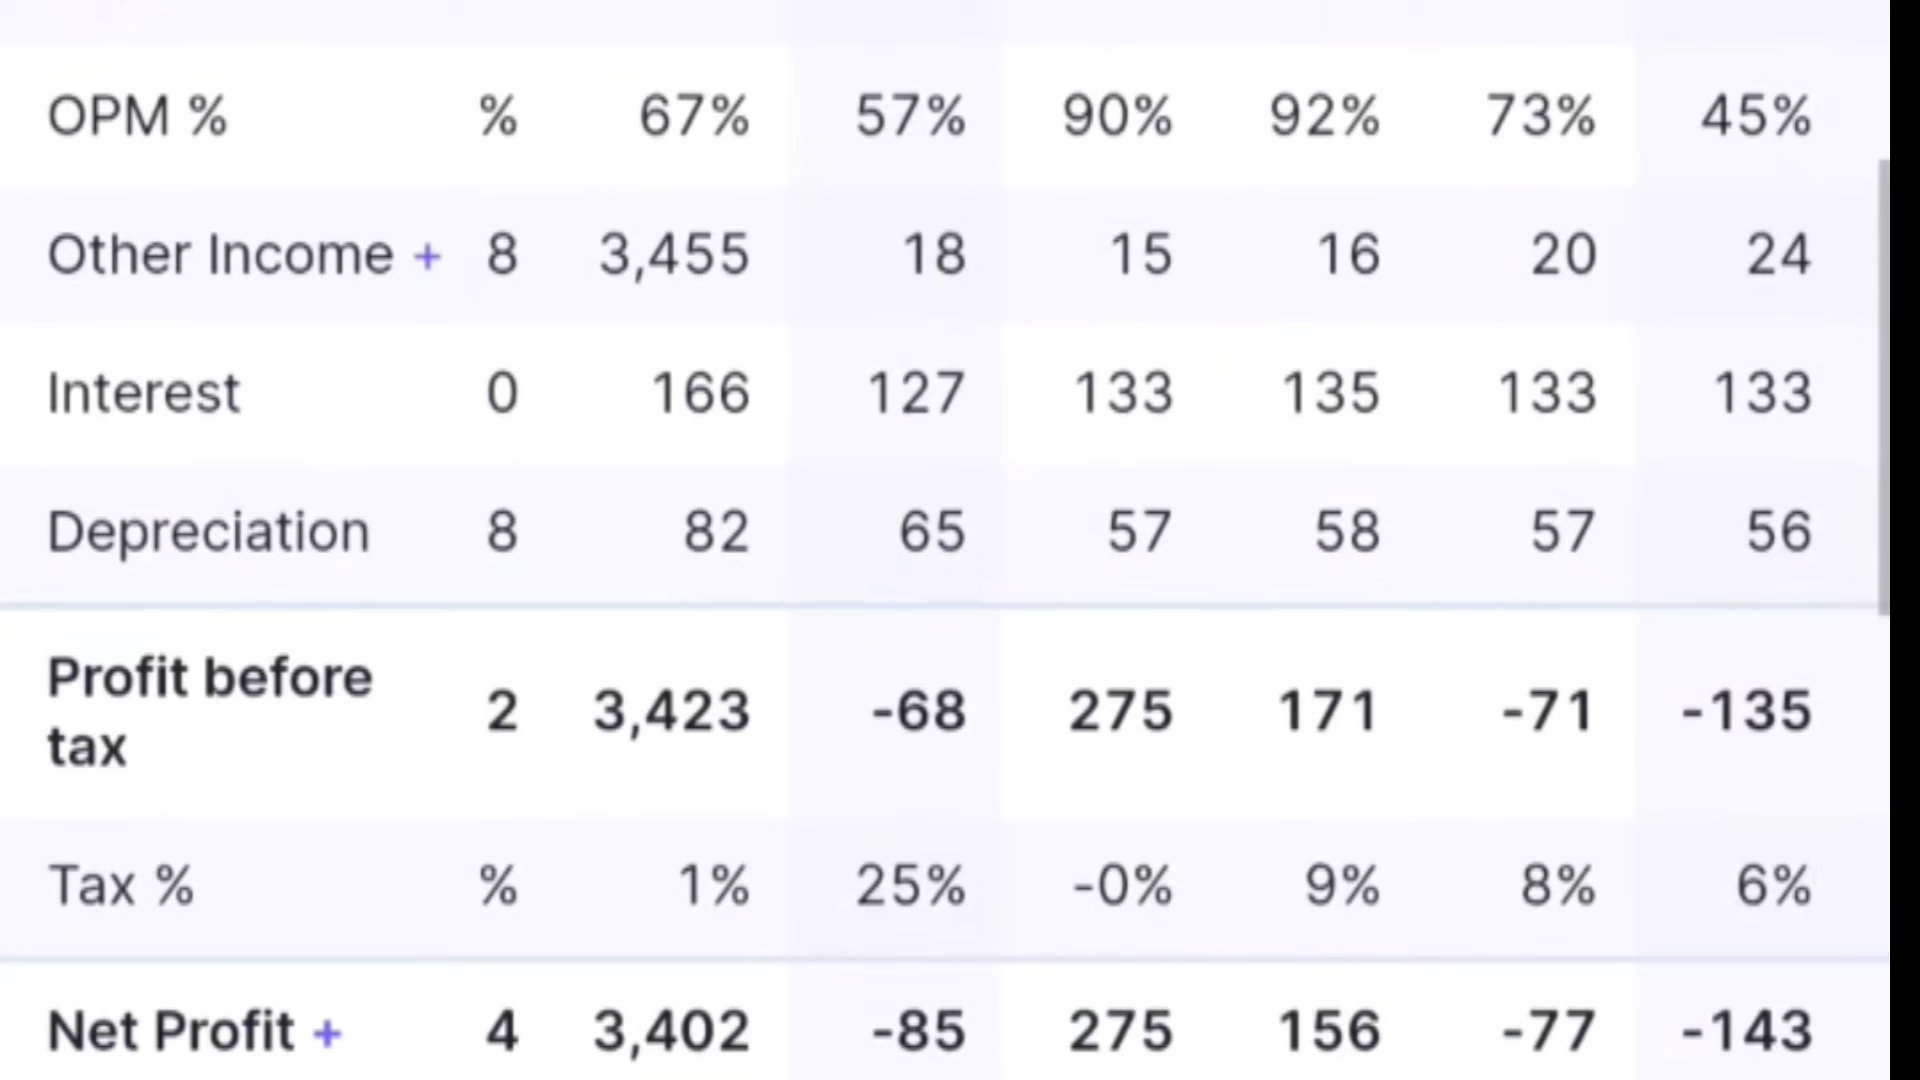 OPM % % 67% 57% 90% 92% 73% 45%
Other Income + 8 3,455 18 15 16 20 24
Interest 0 166 127 133 135 133 133
Depreciation 8 82 65 57 58 57 56
Profit before
tax 2 3,423 -68 275 171 -71 -135
Tax % % 1% 25% -0% 9% 8% 6%
Net Profit + 4 3,402 -85 275 156 -77 -143